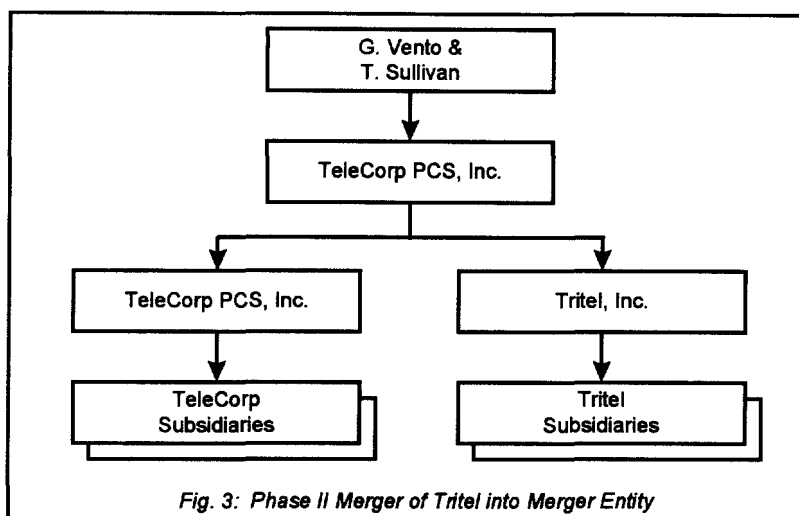 G. Vento &
T. Sullivan
TeleCorp PCS, Inc.
TeleCorp PCS, Inc.
Tritel, Inc.
TeleCorp
Subsidiaries
Tritel
Subsidiaries
Fig. 3: Phase II Merger of Tritel into Merger Entity